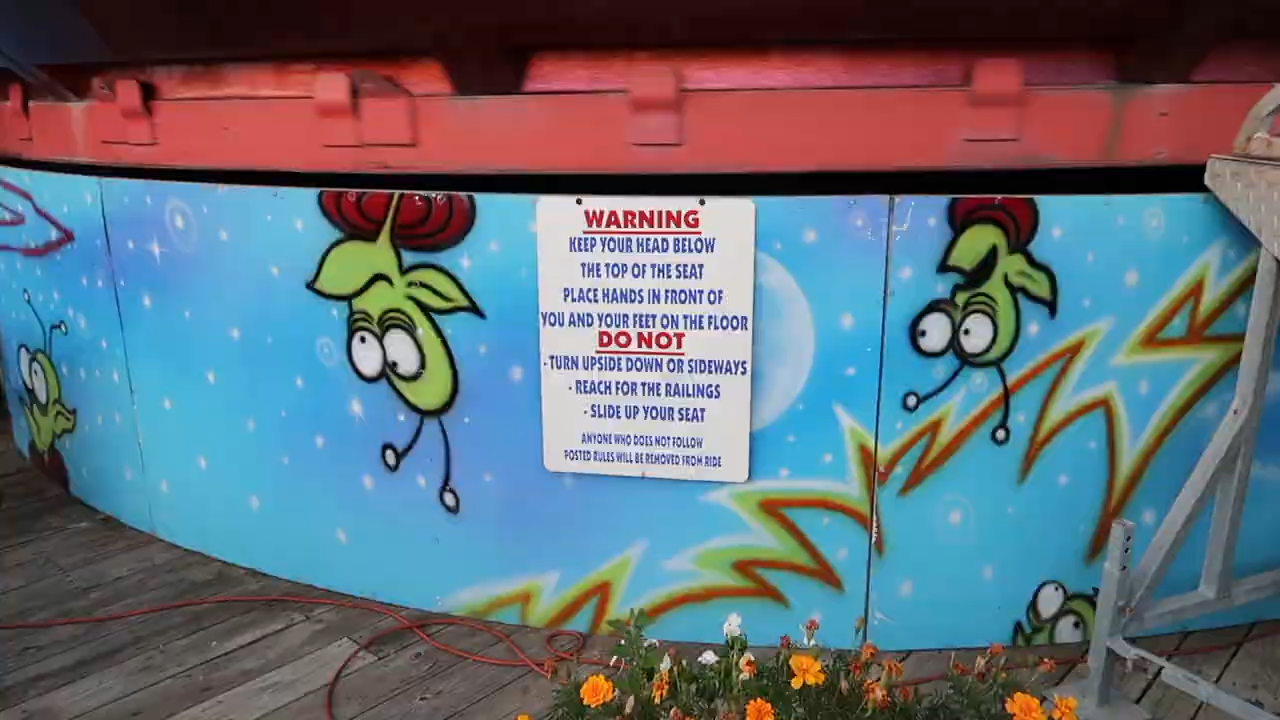 WARNING
KEEP YOUR HEAD BELOW
THE TOP OF THE SEAT
PLACE HANDS IN FRONT OF
YOU AND YOUR FEET ON THE FLOOR
DO NOT
- TURN UPSIDE DOWN OR SIDEWAYS
- REACH FOR THE RAILINGS
- SLIDE UP YOUR SEAT
ANYONE WHO DOES NOT FOLLOW
POSTED RULES WILL BE REMOVED FROM RIDE